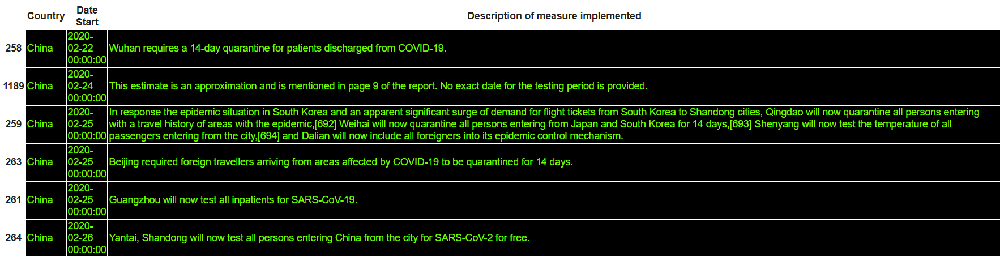 Country Date Start Description of measure implemented
258 China 2020-
02-22
00:00:00 Wuhan requires a 14-day quarantine for patients discharged from COVID-19.
1189 China 2020-
02-24
00:00:00 This estimate is an approximation and is mentioned in page 9 of the report. No exact date for the testing period is provided.
259 China 2020-
02-25
00:00:00 In response the epidemic situation in South Korea and an apparent significant surge of demand for flight tickets from South Korea to Shandong cities, Qingdao will now quarantine all persons entering
with a travel history of areas with the epidemic,[692] Weihai will now quarantine all persons entering from Japan and South Korea for 14 days,[693] Shenyang will now test the temperature of all
passengers entering from the city,[694] and Dalian will now include all foreigners into its epidemic control mechanism.
263 China 2020-
02-25
00:00:00 Beijing required foreign travellers arriving from areas affected by COVID-19 to be quarantined for 14 days.
261 China 2020-
02-25
00:00:00 Guangzhou will now test all inpatients for SARS-CoV-19.
264 China 2020-
02-26
00:00:00 Yantai, Shandong will now test all persons entering China from the city for SARS-CoV-2 for free.